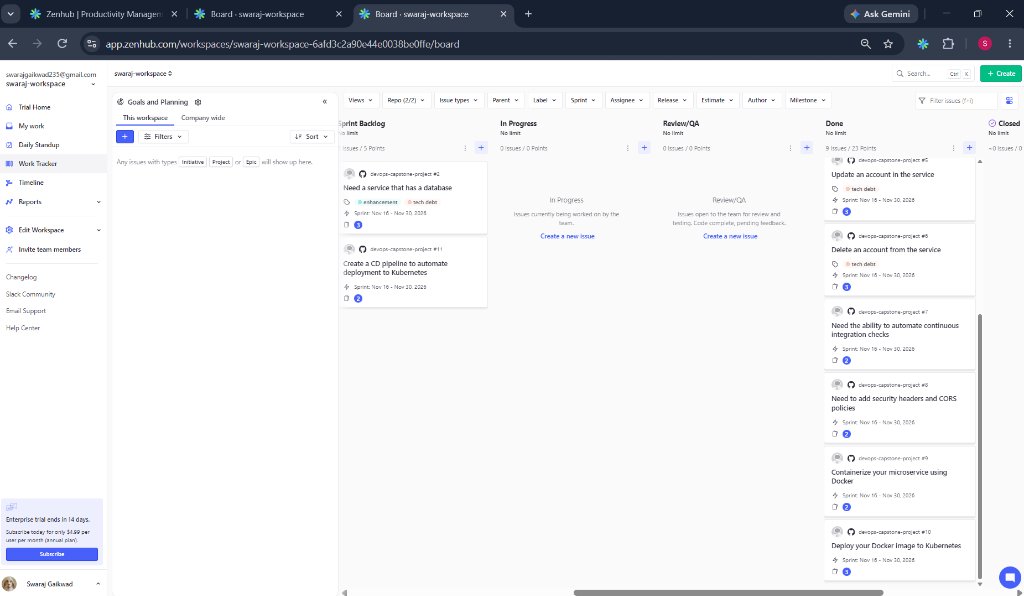 Zenhub | Productivity Managem
Board · swaraj-workspace
Board · swaraj-workspace
Ask Gemini
app.zenhub.com/workspaces/swaraj-workspace-6afd3c2a90e44e0038be0ffe/board
S
swarajgaikwad235@gmail.com
swaraj-workspace
Trial Home
My work
Daily Standup
Work Tracker
Timeline
Reports
Edit Workspace
Invite team members
Changelog
Slack Community
Email Support
Help Center
Enterprise trial ends in 14 days.
Subscribe today for only $4.99 per
user per month (annual plan).
Subscribe
Swaraj Gaikwad
swaraj-workspace
Search...
Ctrl K
+ Create
Goals and Planning
This workspace
Company wide
Filters
Sort
Any issues with types Initiative Project or Epic will show up here.
Views
Repo (2/2)
Issue types
Parent
Label
Sprint
Assignee
Release
Estimate
Author
Milestone
Filter issues (f-i)
Sprint Backlog
No limit
Issues / 5 Points
devops-capstone-project #2
Need a service that has a database
enhancement
tech debt
Sprint: Nov 16 - Nov 30, 2026
3
devops-capstone-project #11
Create a CD pipeline to automate
deployment to Kubernetes
Sprint: Nov 16 - Nov 30, 2026
2
In Progress
No limit
0 Issues / 0 Points
In Progress
Issues currently being worked on by the
team.
Create a new issue
Review/QA
No limit
0 Issues / 0 Points
Review/QA
Issues open to the team for review and
testing. Code complete, pending feedback.
Create a new issue
Done
No limit
9 Issues / 23 Points
devops-capstone-project #5
Update an account in the service
tech debt
Sprint: Nov 16 - Nov 30, 2026
3
devops-capstone-project #6
Delete an account from the service
tech debt
Sprint: Nov 16 - Nov 30, 2026
3
devops-capstone-project #7
Need the ability to automate continuous
integration checks
Sprint: Nov 16 - Nov 30, 2026
2
devops-capstone-project #8
Need to add security headers and CORS
policies
Sprint: Nov 16 - Nov 30, 2026
2
devops-capstone-project #9
Containerize your microservice using
Docker
Sprint: Nov 16 - Nov 30, 2026
2
devops-capstone-project #10
Deploy your Docker image to Kubernetes
Sprint: Nov 16 - Nov 30, 2026
3
Closed
No limit
0 Issues / 0